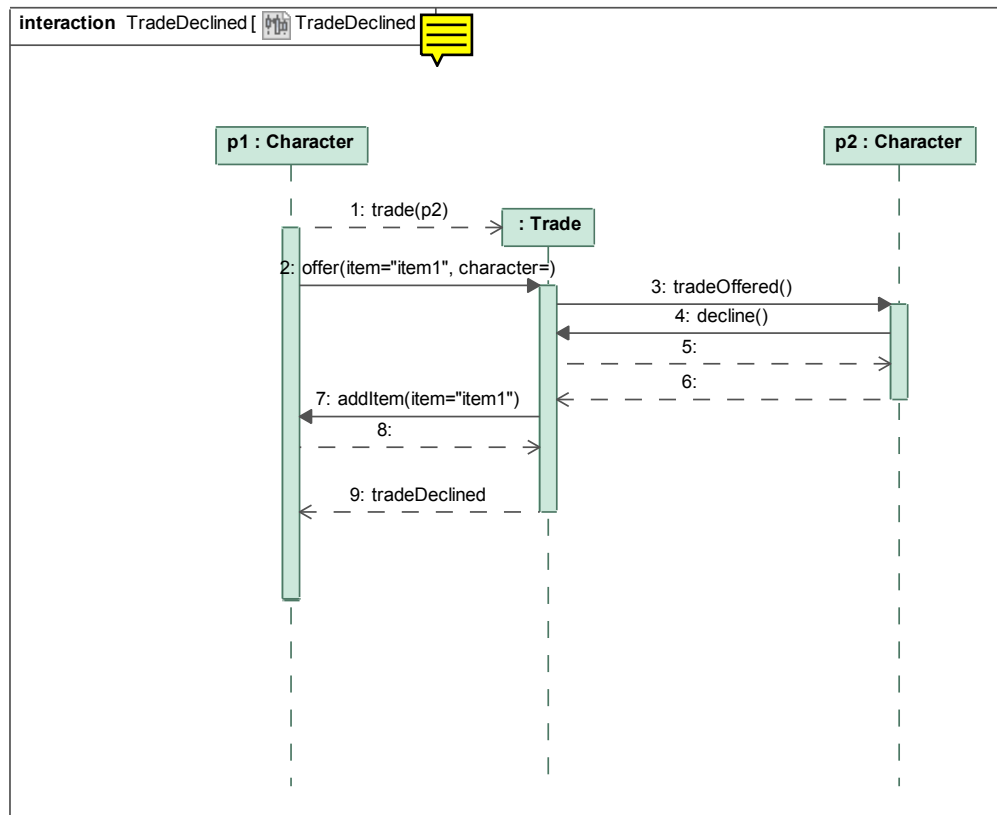 interaction TradeDeclined [ TradeDeclined
p1 : Character
p2 : Character
1: trade(p2)
: Trade
2: offer(item="item1", character=)
3: tradeOffered()
4: decline()
5:
6:
7: addItem(item="item1")
8:
9: tradeDeclined